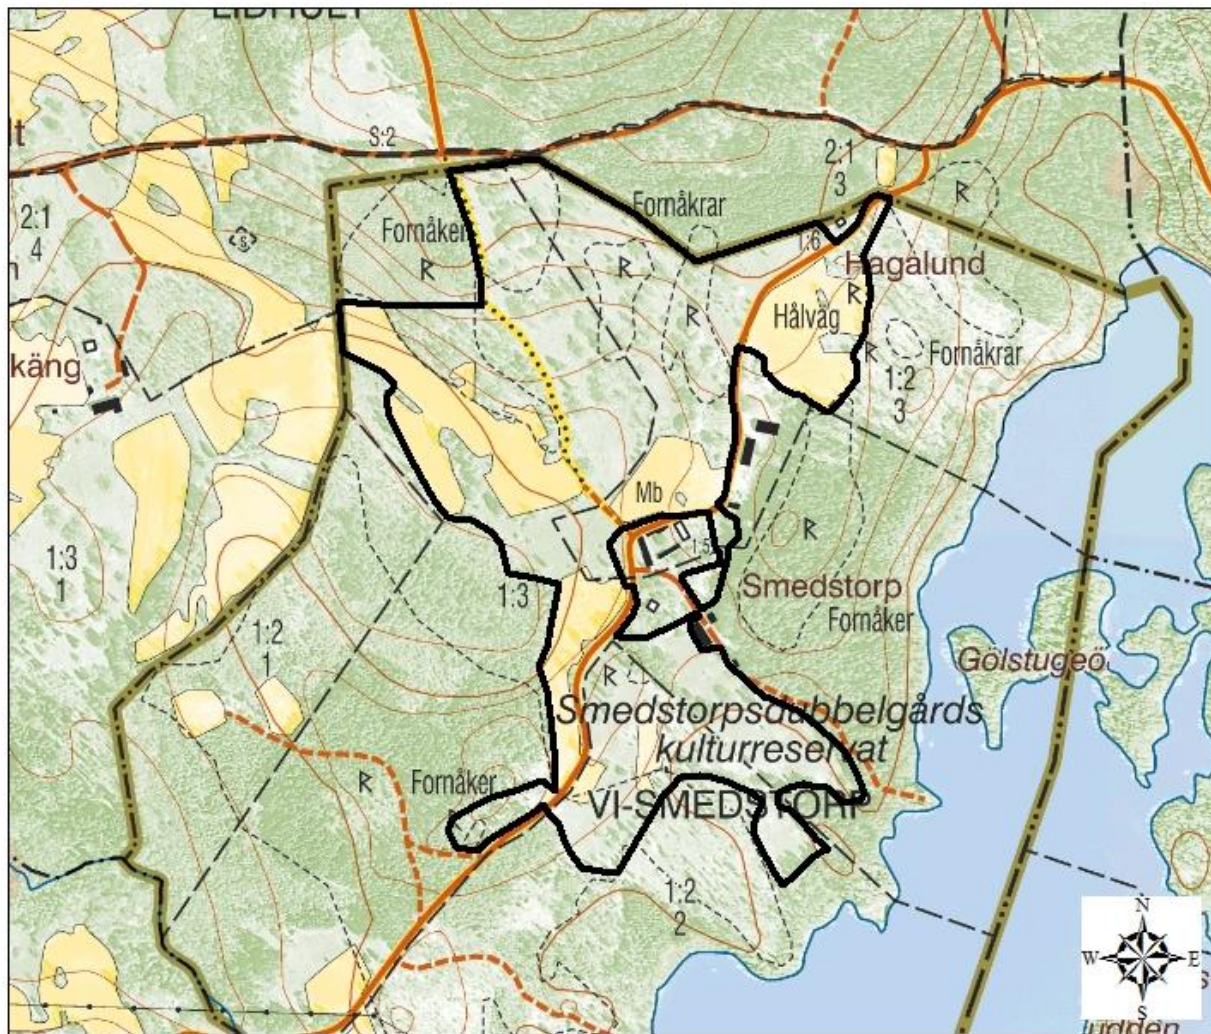 LIDHULT
lt
S:2
2:1
3
2:1
4
Fornåker
R
Fornåkrar
1:6
Hagalund
R
R
R
R
Hålvåg
R
Fornåkrar
käng
1:2
3
Mb
R
1:5
1:3
1
1:3
Smedstorp
Fornåker
1:2
1
R
Gölstugeö
Smedstorpsdubbelgårds
kulturreservat
R
Fornåker
VI-SMEDSTORP
1:2
2
N
W
E
S